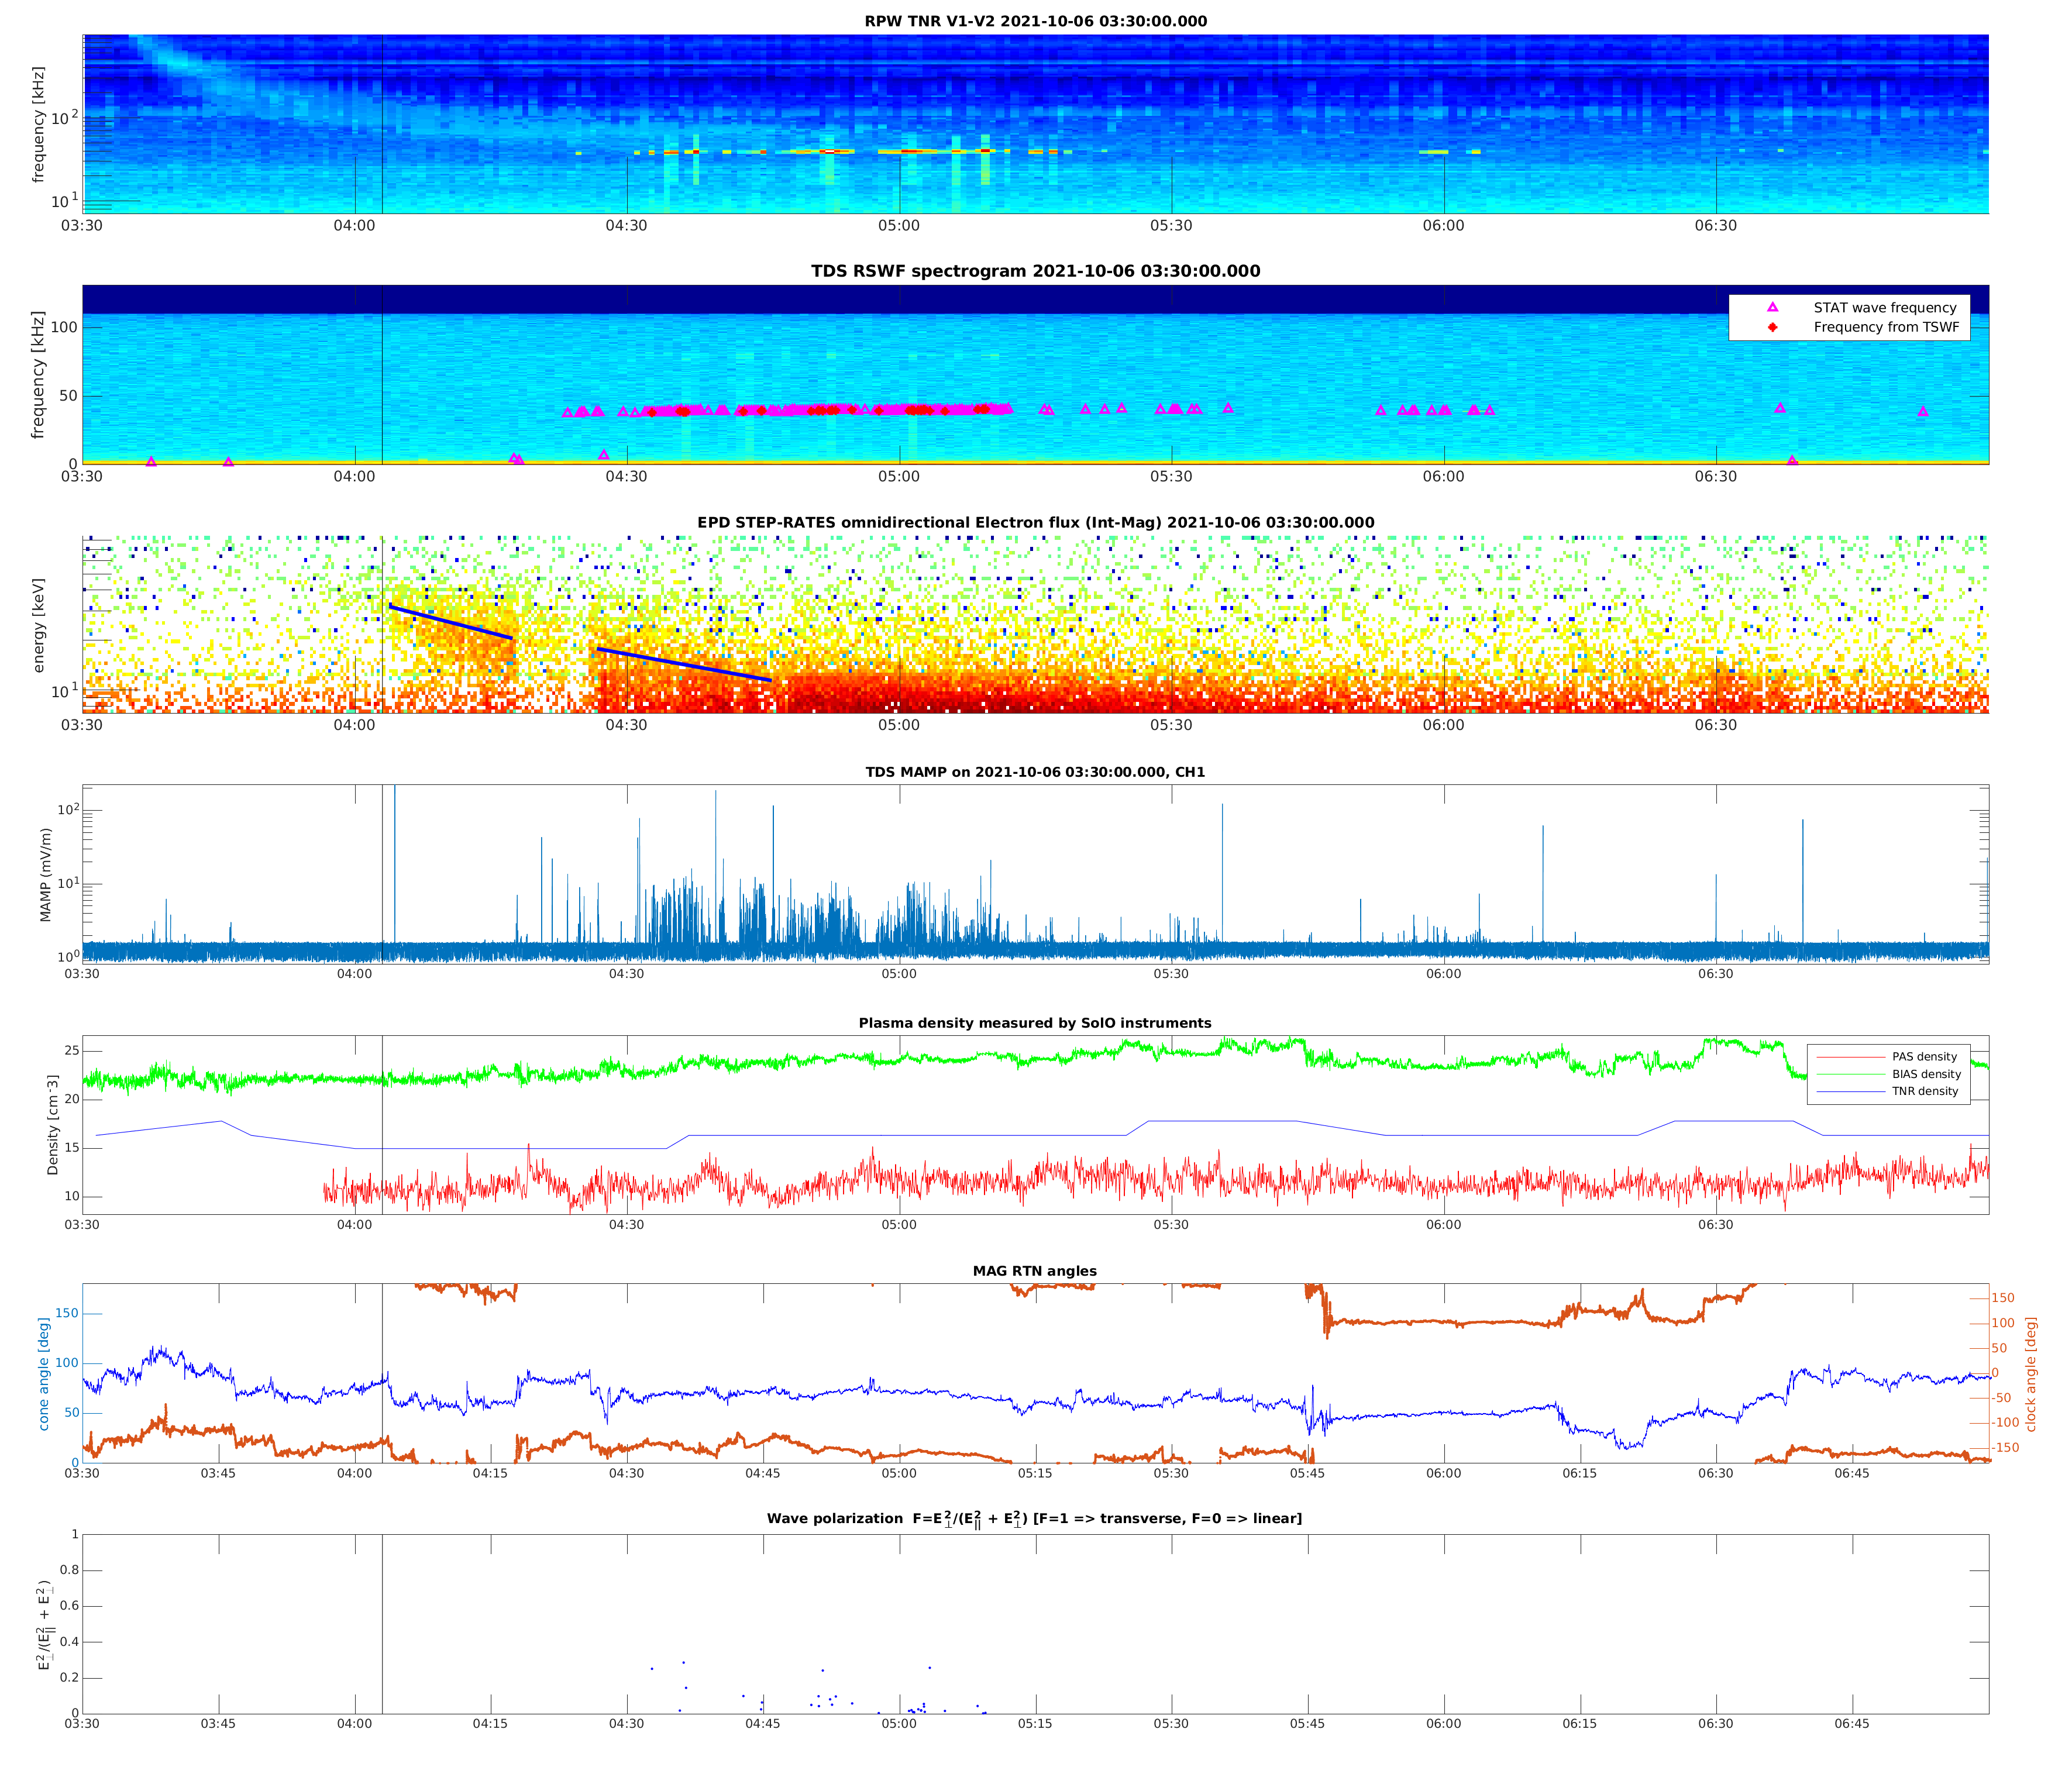 RPW TNR V1-V2 2021-10-06 03:30:00.000
frequency [kHz]
10^2
10^1
03:30 04:00 04:30 05:00 05:30 06:00 06:30
TDS RSWF spectrogram 2021-10-06 03:30:00.000
frequency [kHz]
100
50
0
STAT wave frequency
Frequency from TSWF
03:30 04:00 04:30 05:00 05:30 06:00 06:30
EPD STEP-RATES omnidirectional Electron flux (Int-Mag) 2021-10-06 03:30:00.000
energy [keV]
10^1
03:30 04:00 04:30 05:00 05:30 06:00 06:30
TDS MAMP on 2021-10-06 03:30:00.000, CH1
MAMP (mV/m)
10^2
10^1
10^0
03:30 04:00 04:30 05:00 05:30 06:00 06:30
Plasma density measured by SolO instruments
Density [cm^-3]
25
20
15
10
PAS density
BIAS density
TNR density
03:30 04:00 04:30 05:00 05:30 06:00 06:30
MAG RTN angles
cone angle [deg]
150
100
50
0
150
100
50
0
-50
-100
-150
clock angle [deg]
03:30 03:45 04:00 04:15 04:30 04:45 05:00 05:15 05:30 05:45 06:00 06:15 06:30 06:45
Wave polarization F=E⊥^2/(E||^2 + E⊥^2) [F=1 => transverse, F=0 => linear]
E⊥^2/(E||^2 + E⊥^2)
1
0.8
0.6
0.4
0.2
0
03:30 03:45 04:00 04:15 04:30 04:45 05:00 05:15 05:30 05:45 06:00 06:15 06:30 06:45